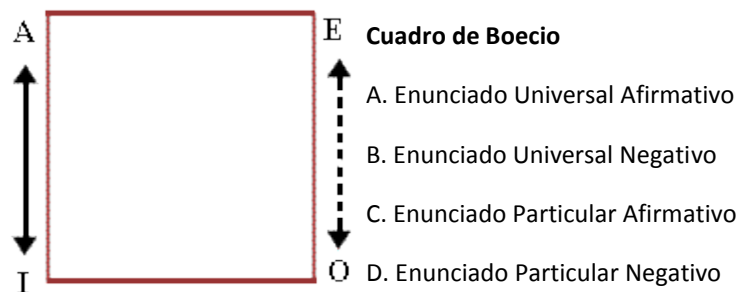 A
E
Cuadro de Boecio
A. Enunciado Universal Afirmativo
B. Enunciado Universal Negativo
C. Enunciado Particular Afirmativo
I
O
D. Enunciado Particular Negativo